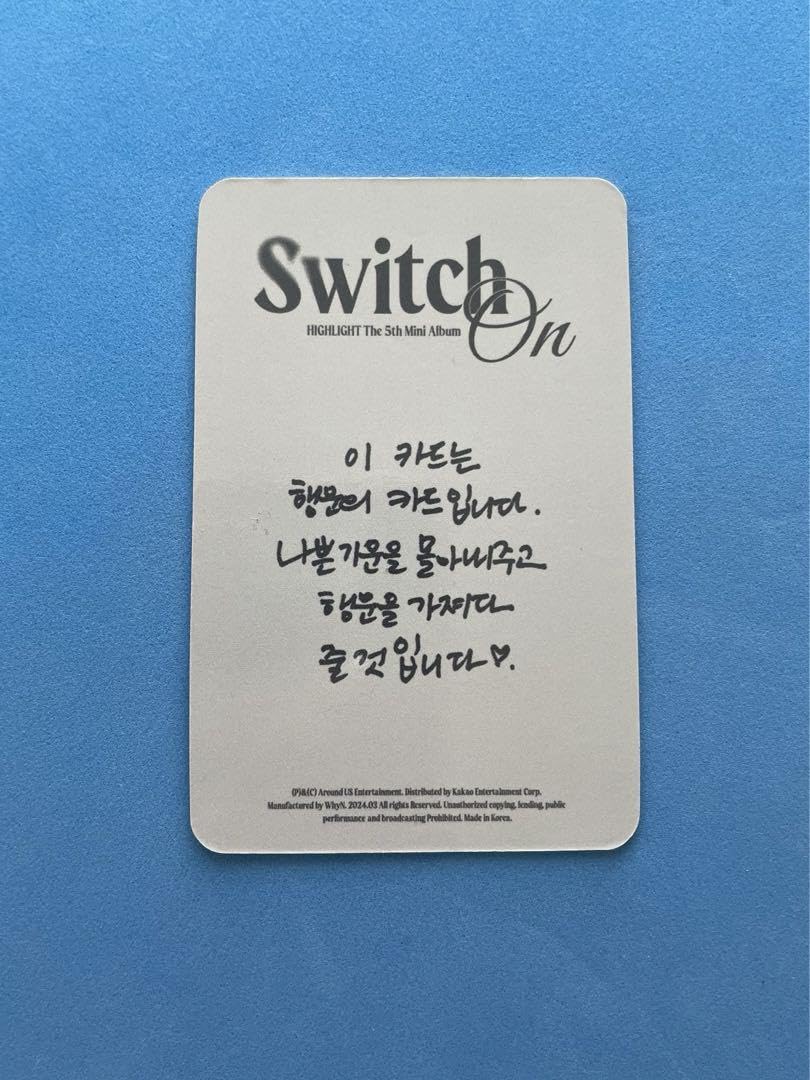 Switch On
HIGHLIGHT The 5th Mini Album
이 카드는
행운의 카드입니다.
나쁜기운을 몰아내주고
행운을 가져다
줄것입니다♡.
(P)&(C) Around US Entertainment. Distributed by Kakao Entertainment Corp.
Manufactured by WhyN. 2024.03 All rights Reserved. Unauthorized copying, lending, public
performance and broadcasting Prohibited. Made in Korea.